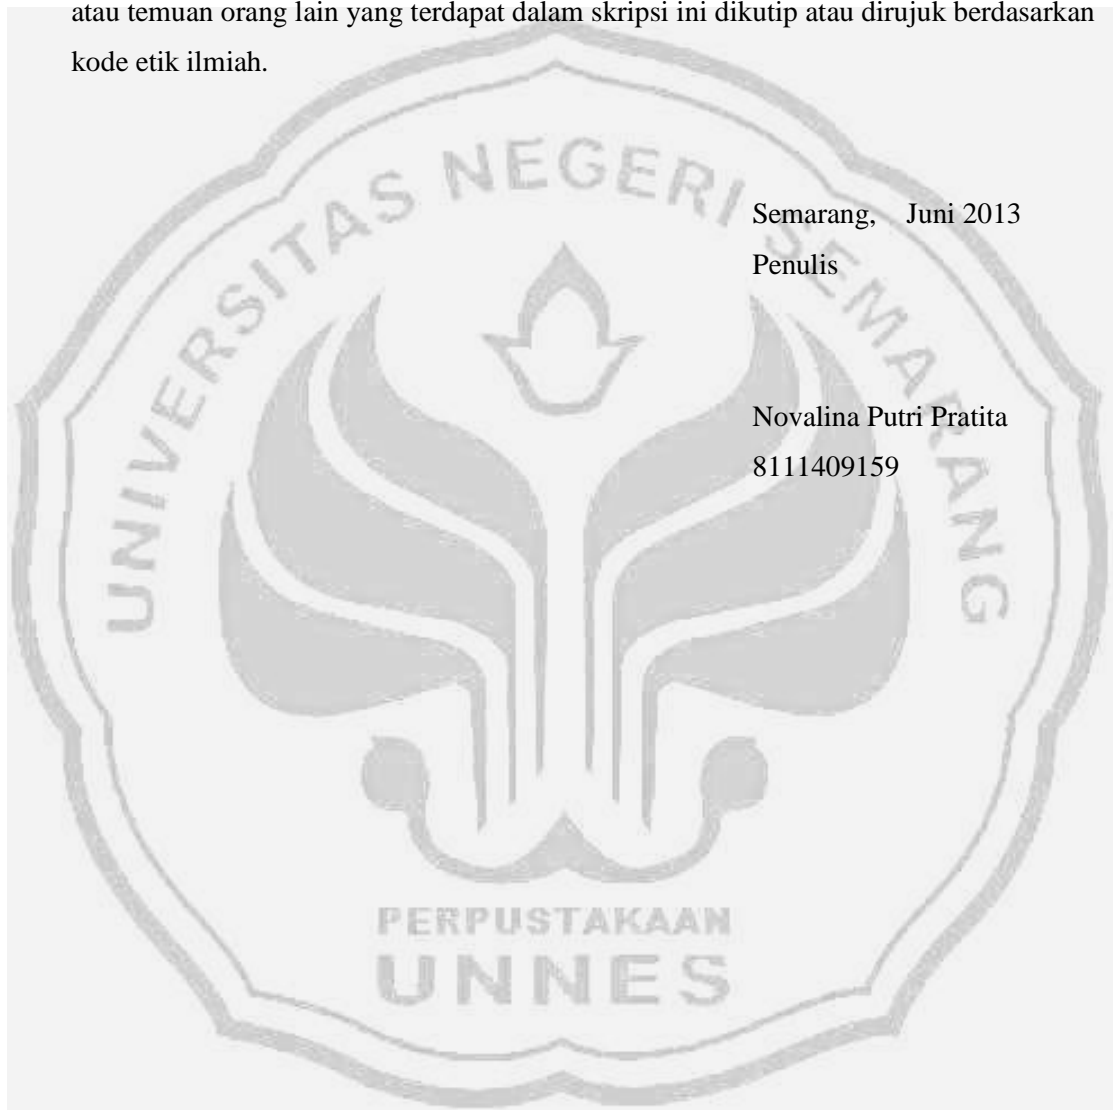 atau temuan orang lain yang terdapat dalam skripsi ini dikutip atau dirujuk berdasarkan
kode etik ilmiah.
UNIVERSITAS NEGERI SEMARANG
Semarang, Juni 2013
Penulis
Novalina Putri Pratita
8111409159
PERPUSTAKAAN
UNNES